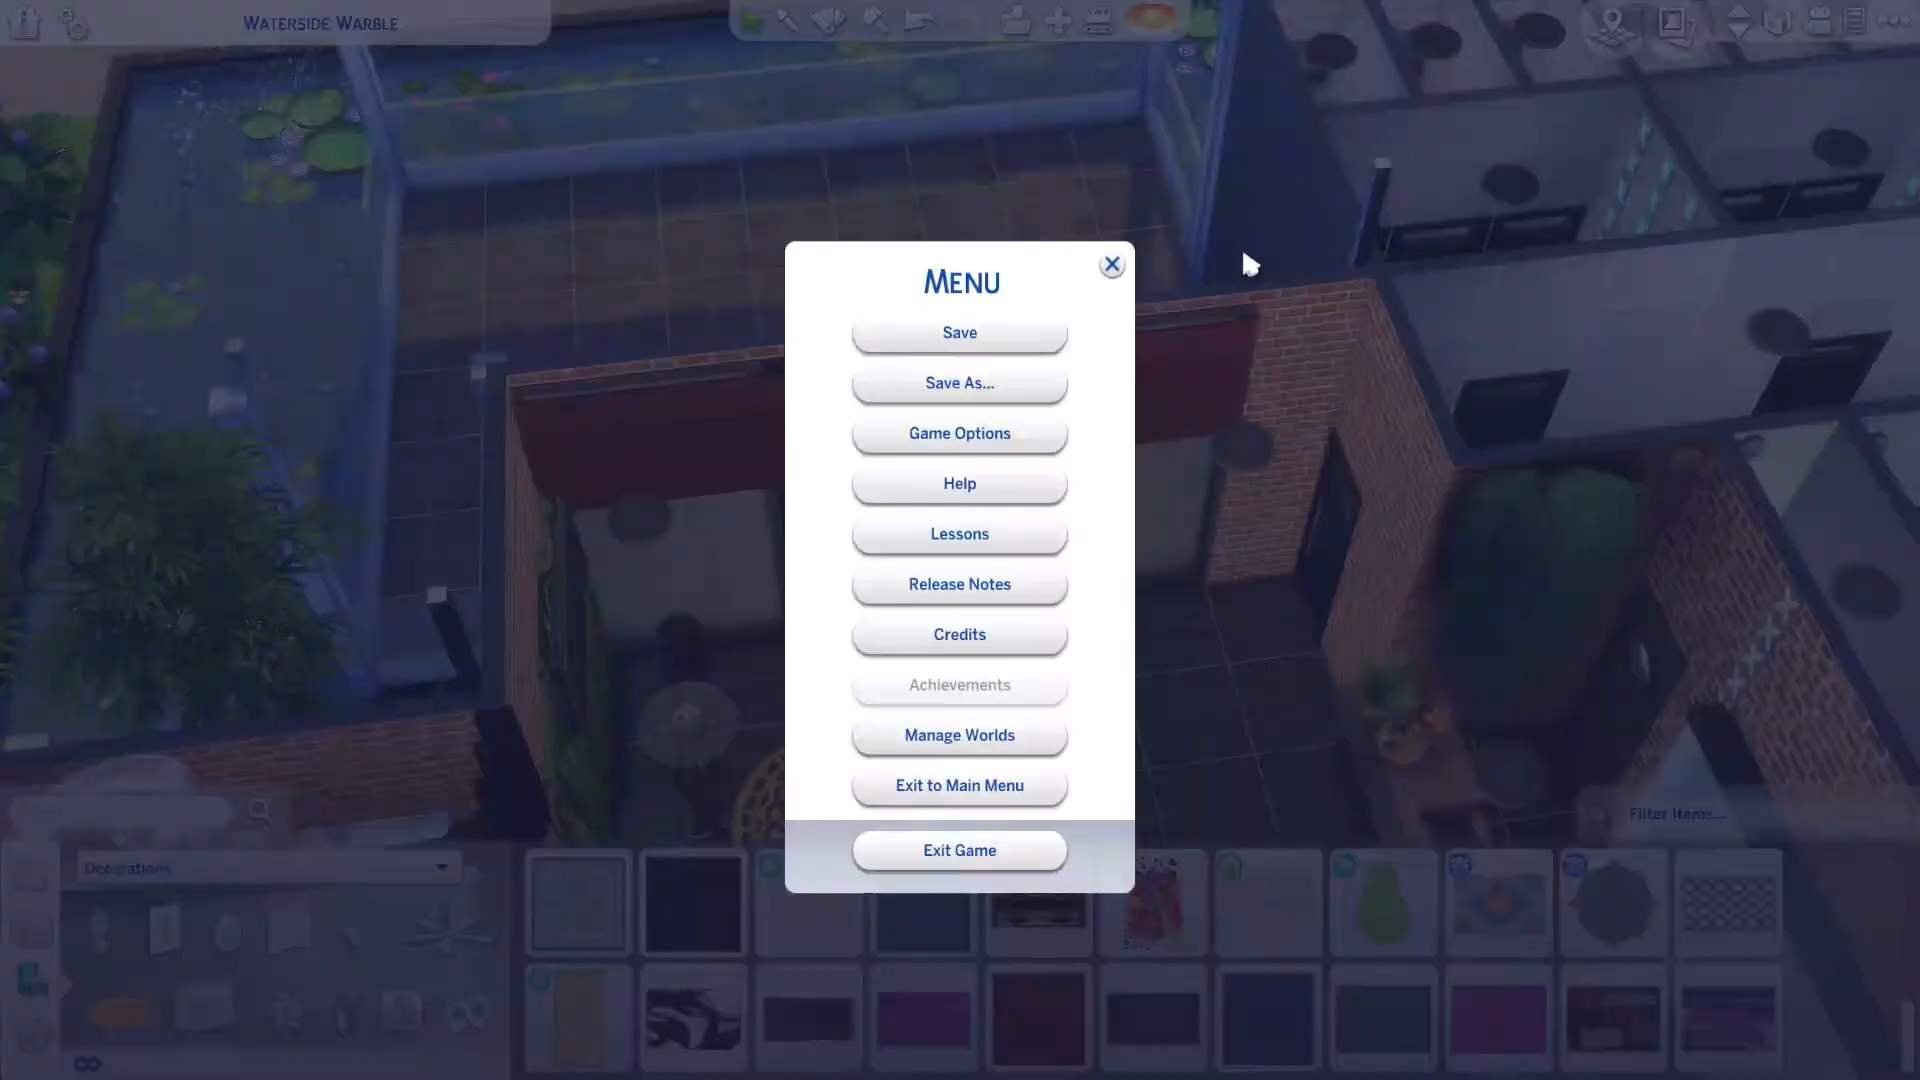 Waterside Warble
Menu
Save
Save As...
Game Options
Help
Lessons
Release Notes
Credits
Achievements
Manage Worlds
Exit to Main Menu
Exit Game
Filter Items...
Decorations